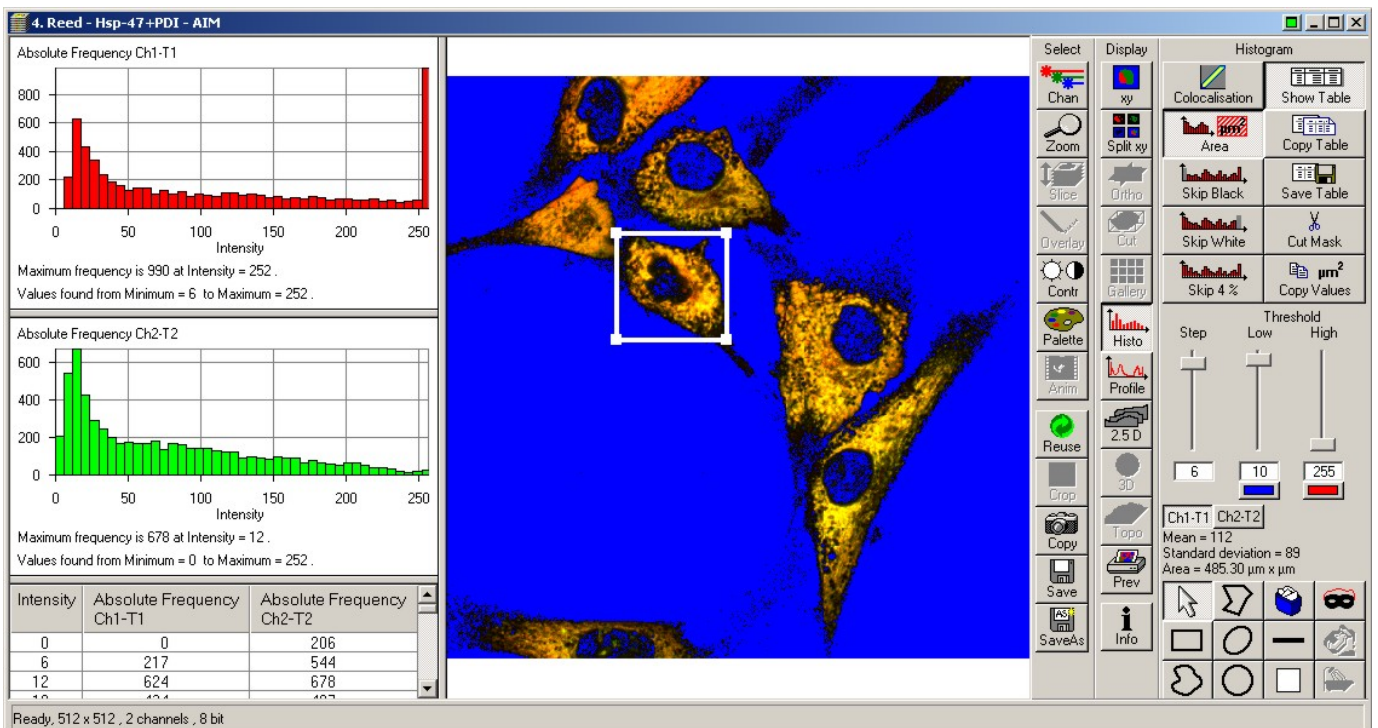 4. Reed - Hsp-47+PDI - AIM
Absolute Frequency Ch1-T1
800
600
400
200
0
0 50 100 150 200 250
Intensity
Maximum frequency is 990 at Intensity = 252 .
Values found from Minimum = 6 to Maximum = 252 .
Absolute Frequency Ch2-T2
600
400
200
0
0 50 100 150 200 250
Intensity
Maximum frequency is 678 at Intensity = 12 .
Values found from Minimum = 0 to Maximum = 252 .
Intensity Absolute Frequency Ch1-T1 Absolute Frequency Ch2-T2
0 0 206
6 217 544
12 624 678
Select
Chan
Zoom
Slice
Overlay
Contr
Palette
Anim
Reuse
Crop
Copy
Save
AS
SaveAs
Display
xy
Split xy
Ortho
Cut
Gallery
Histo
Profile
2.5 D
3D
Topo
Prev
i
Info
Histogram
Colocalisation Show Table
µm²
Area Copy Table
Skip Black Save Table
Skip White Cut Mask
µm²
Skip 4 % Copy Values
Threshold
Step Low High
6 10 255
Ch1-T1 Ch2-T2
Mean = 112
Standard deviation = 89
Area = 485.30 µm x µm
Ready, 512 x 512 , 2 channels , 8 bit